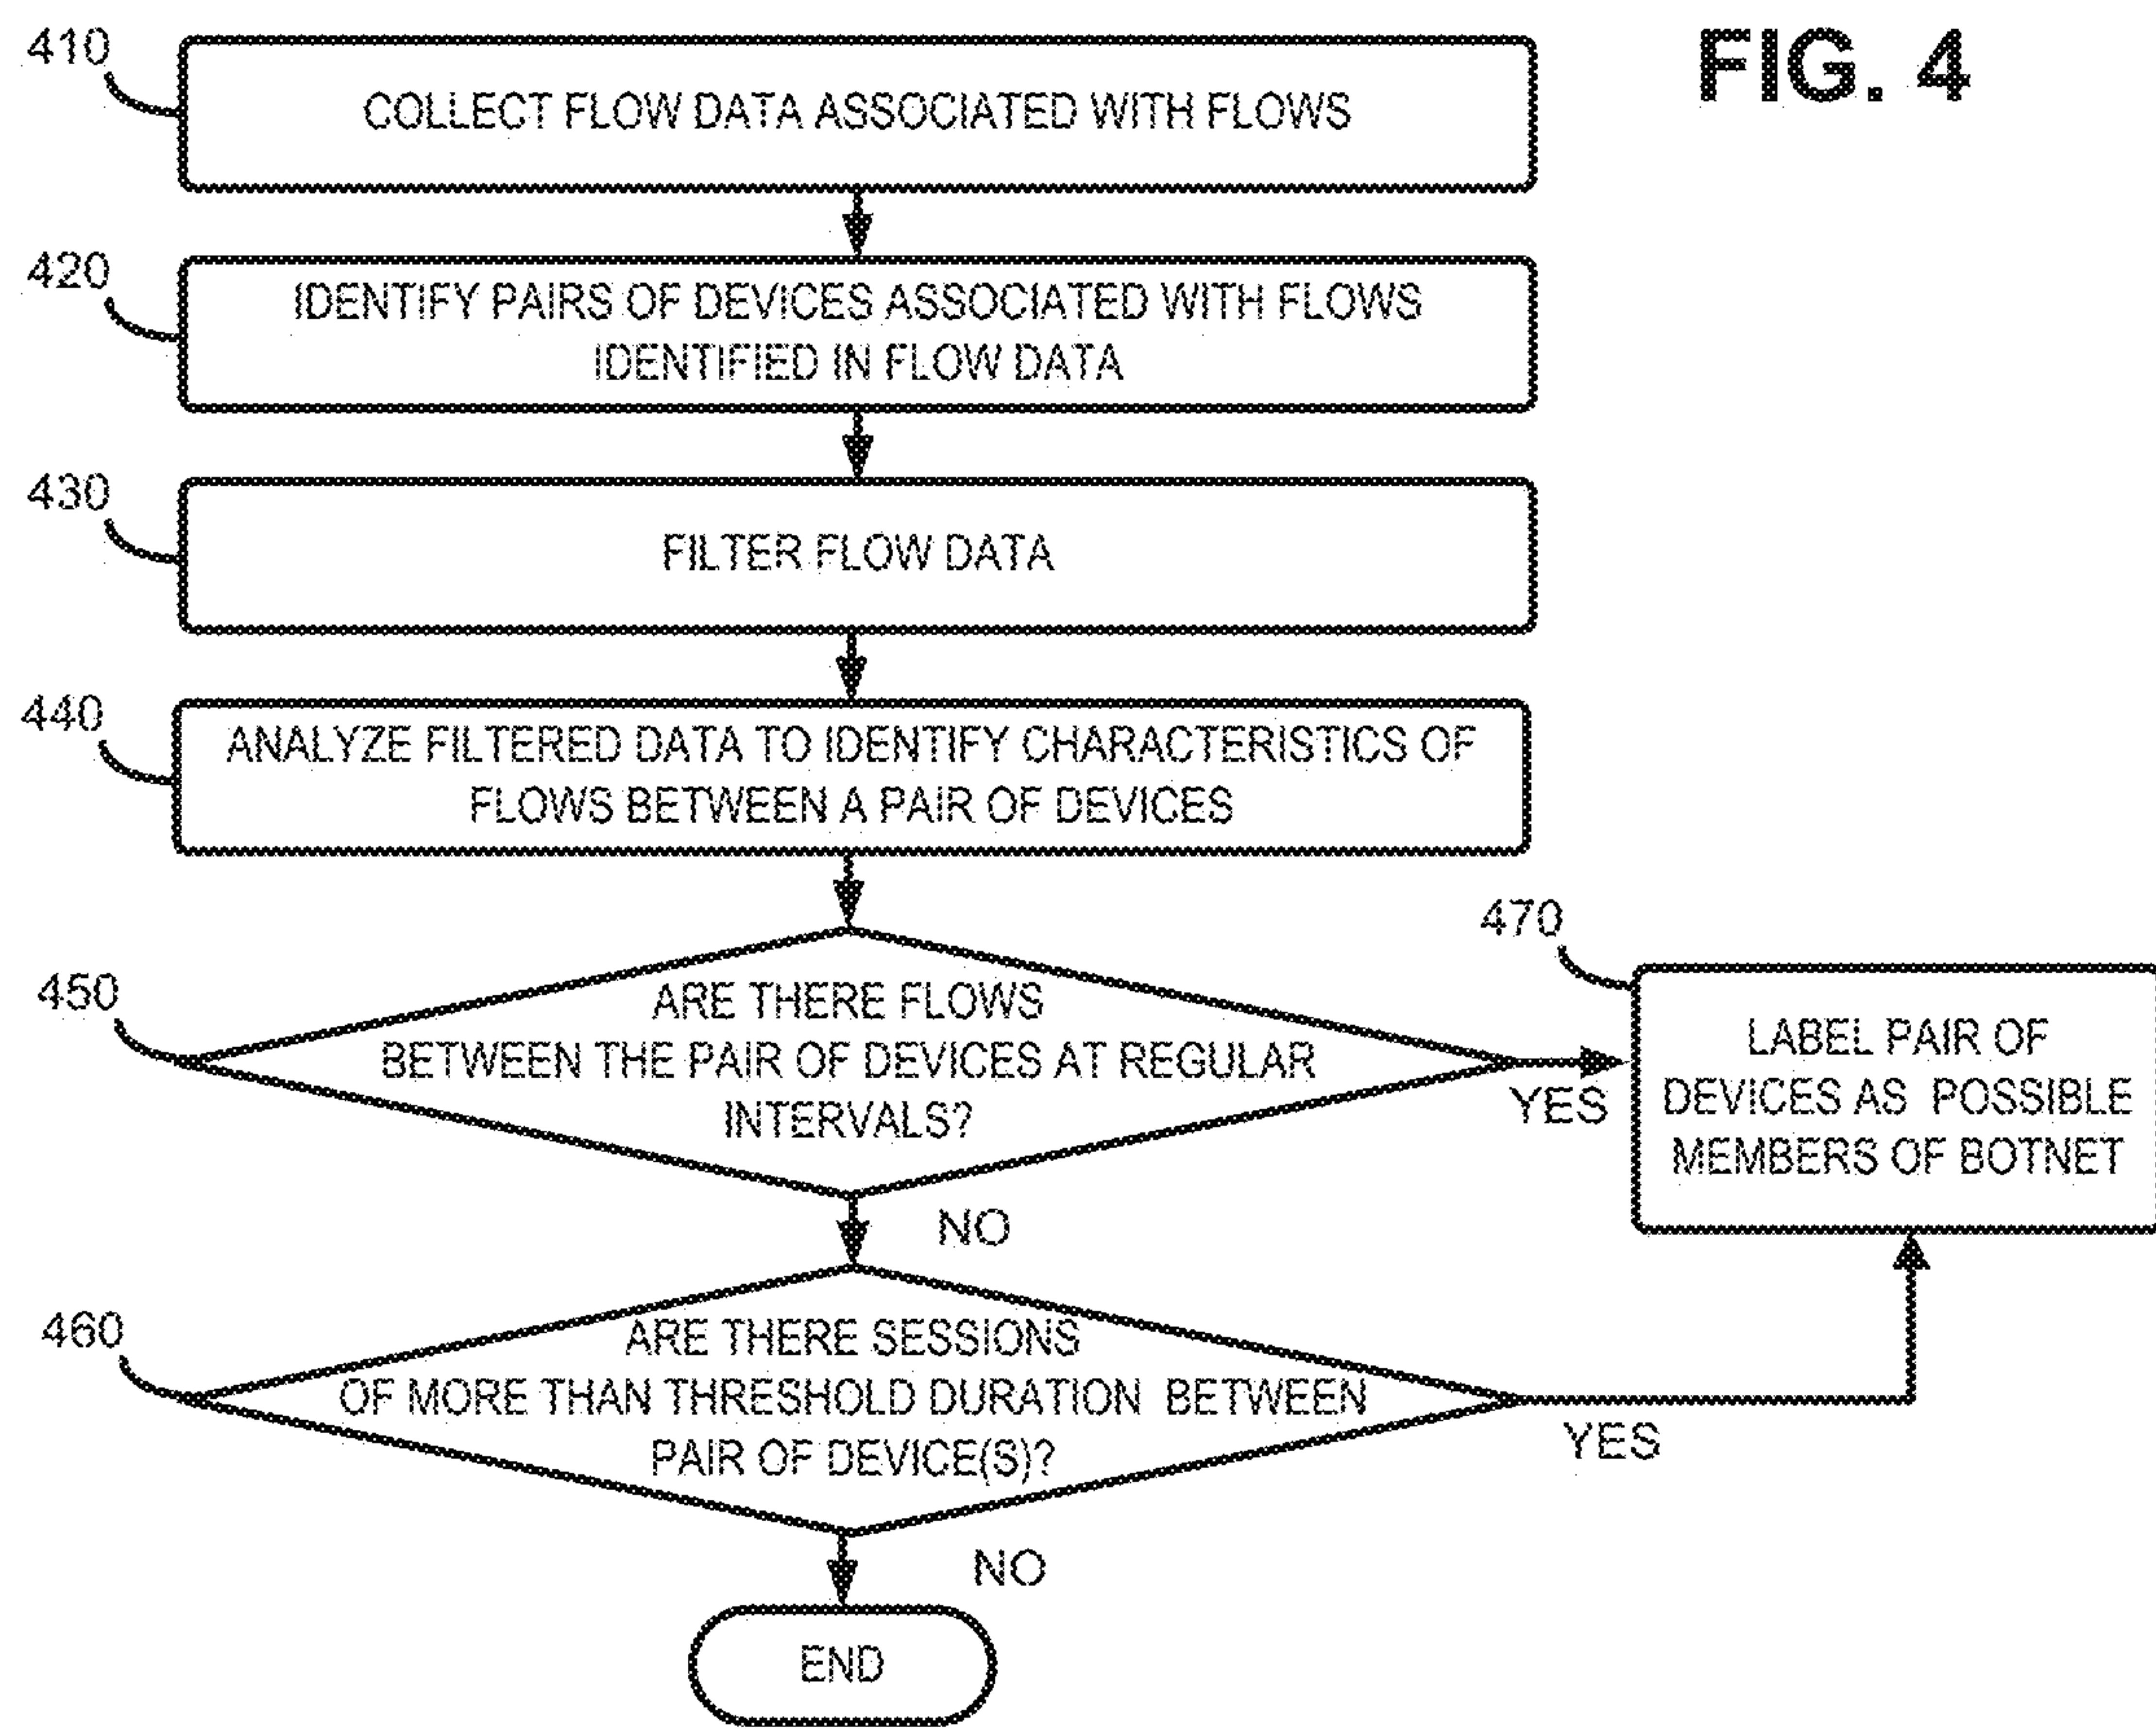 FIG. 4
410
COLLECT FLOW DATA ASSOCIATED WITH FLOWS
420
IDENTIFY PAIRS OF DEVICES ASSOCIATED WITH FLOWS
IDENTIFIED IN FLOW DATA
430
FILTER FLOW DATA
440
ANALYZE FILTERED DATA TO IDENTIFY CHARACTERISTICS OF
FLOWS BETWEEN A PAIR OF DEVICES
450
ARE THERE FLOWS
BETWEEN THE PAIR OF DEVICES AT REGULAR
INTERVALS?
YES
470
LABEL PAIR OF
DEVICES AS POSSIBLE
MEMBERS OF BOTNET
NO
460
ARE THERE SESSIONS
OF MORE THAN THRESHOLD DURATION BETWEEN
PAIR OF DEVICE(S)?
YES
NO
END